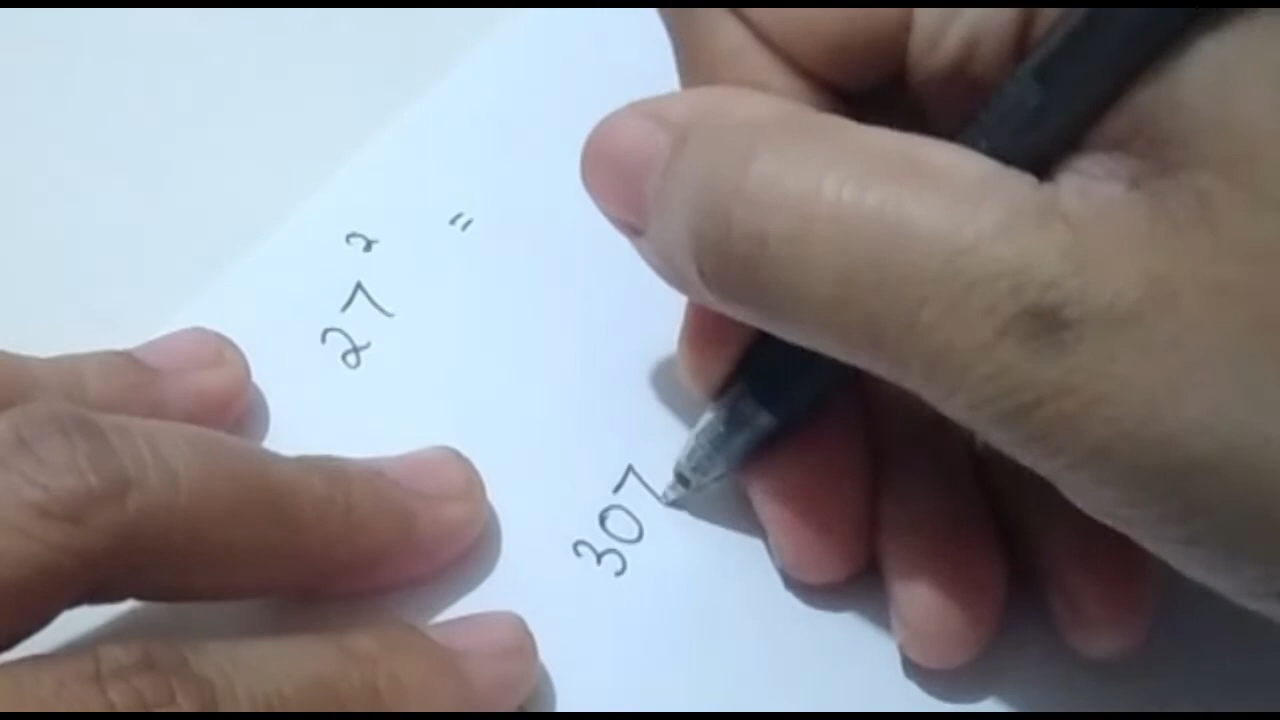 27² =
307